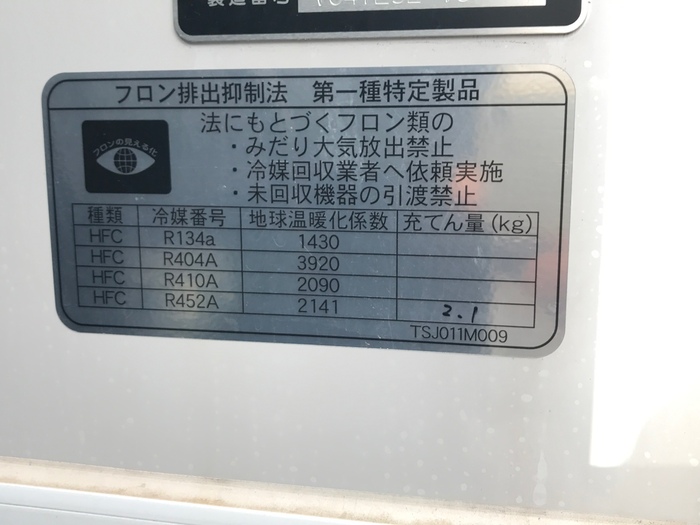 製造番号
フロン排出抑制法 第一種特定製品
フロンの見える化
法にもとづくフロン類の
・みだり大気放出禁止
・冷媒回収業者へ依頼実施
・未回収機器の引渡禁止
種類 冷媒番号 地球温暖化係数 充てん量(kg)
HFC R134a 1430
HFC R404A 3920
HFC R410A 2090
HFC R452A 2141 2.1
TSJ011M009